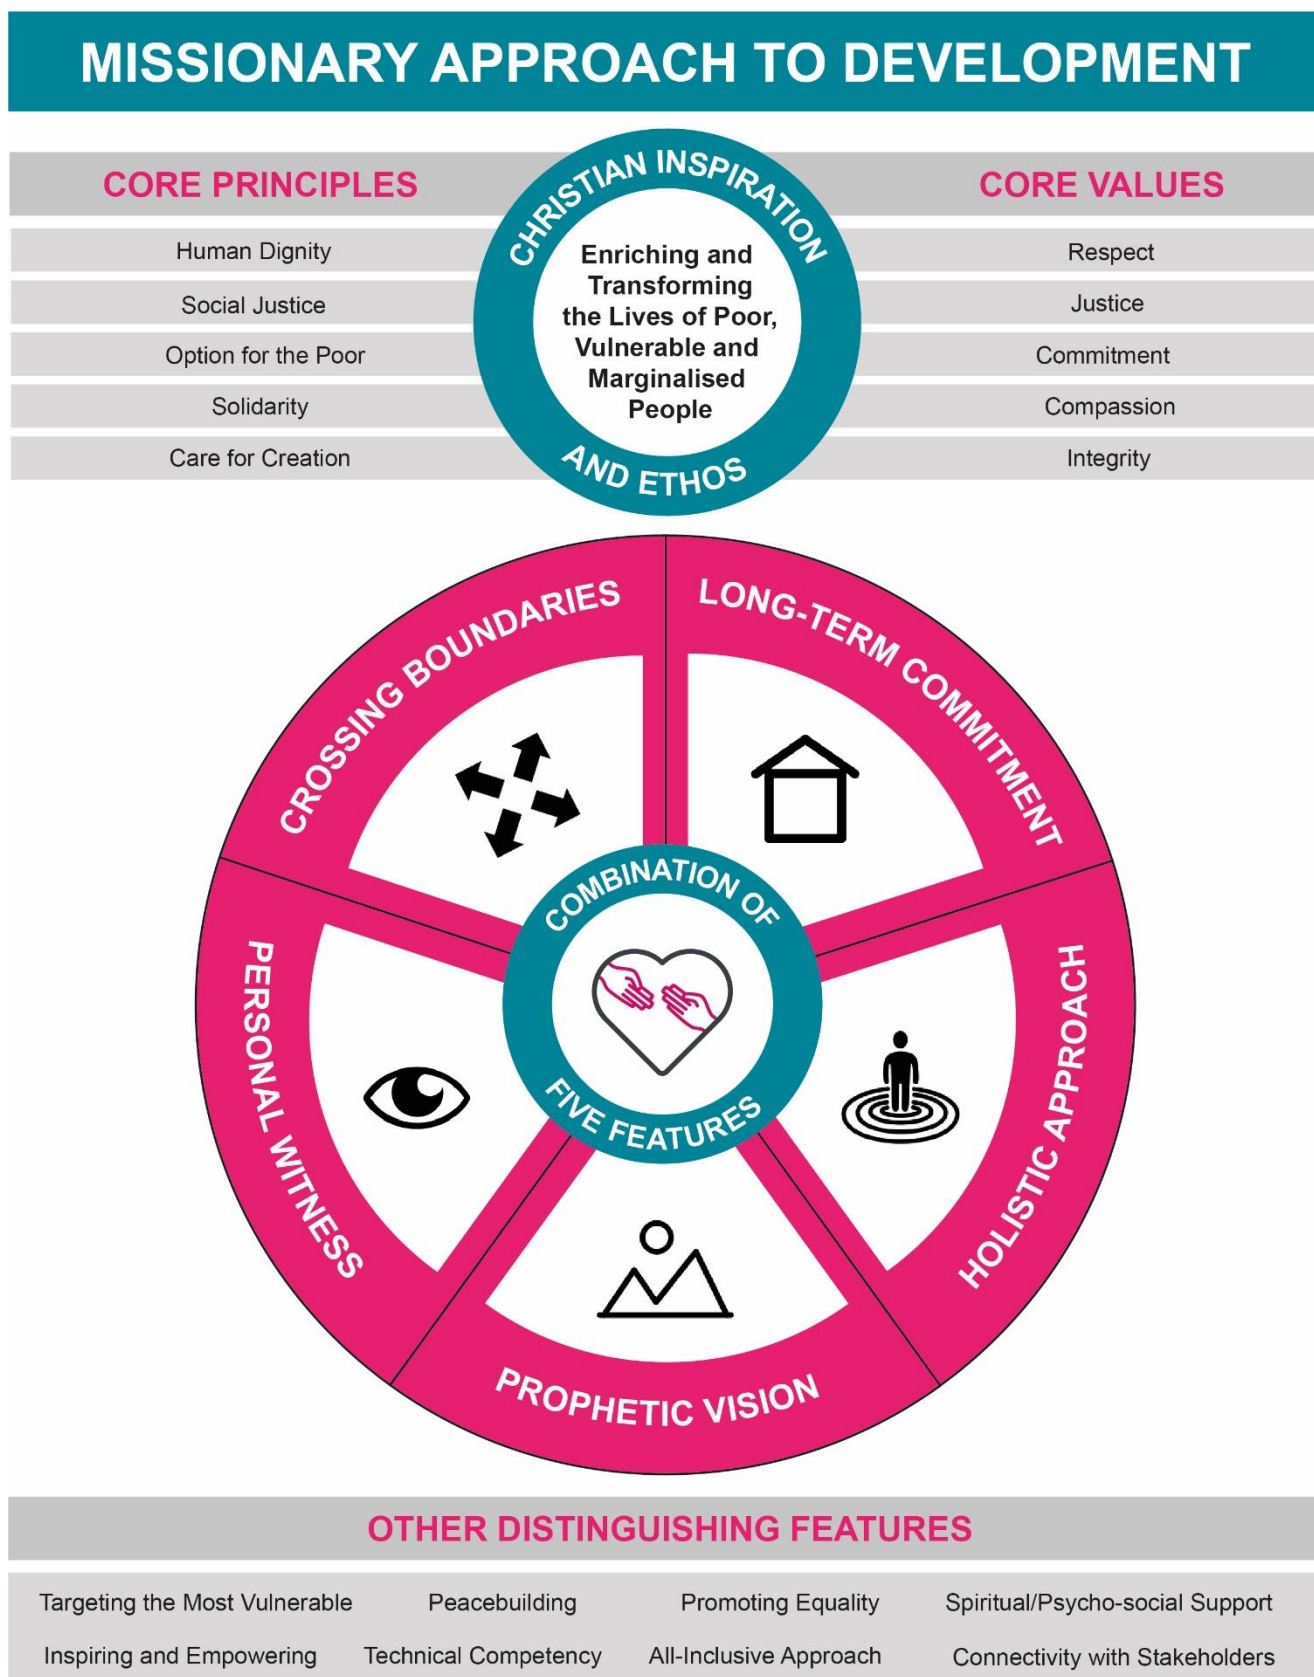 MISSIONARY APPROACH TO DEVELOPMENT
CHRISTIAN INSPIRATION
AND ETHOS
Enriching and
Transforming
the Lives of Poor,
Vulnerable and
Marginalised
People
CORE PRINCIPLES
Human Dignity
Social Justice
Option for the Poor
Solidarity
Care for Creation
CORE VALUES
Respect
Justice
Commitment
Compassion
Integrity
CROSSING BOUNDARIES
LONG-TERM COMMITMENT
HOLISTIC APPROACH
PROPHETIC VISION
PERSONAL WITNESS
COMBINATION OF
FIVE FEATURES
OTHER DISTINGUISHING FEATURES
Targeting the Most Vulnerable Peacebuilding Promoting Equality Spiritual/Psycho-social Support
Inspiring and Empowering Technical Competency All-Inclusive Approach Connectivity with Stakeholders